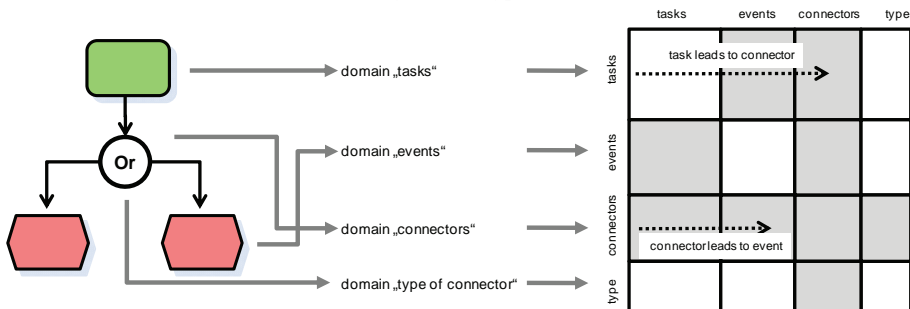 tasks events connectors type
task leads to connector
tasks
domain „tasks“
Or
domain „events“
events
domain „connectors“
connectors
connector leads to event
domain „type of connector“
type